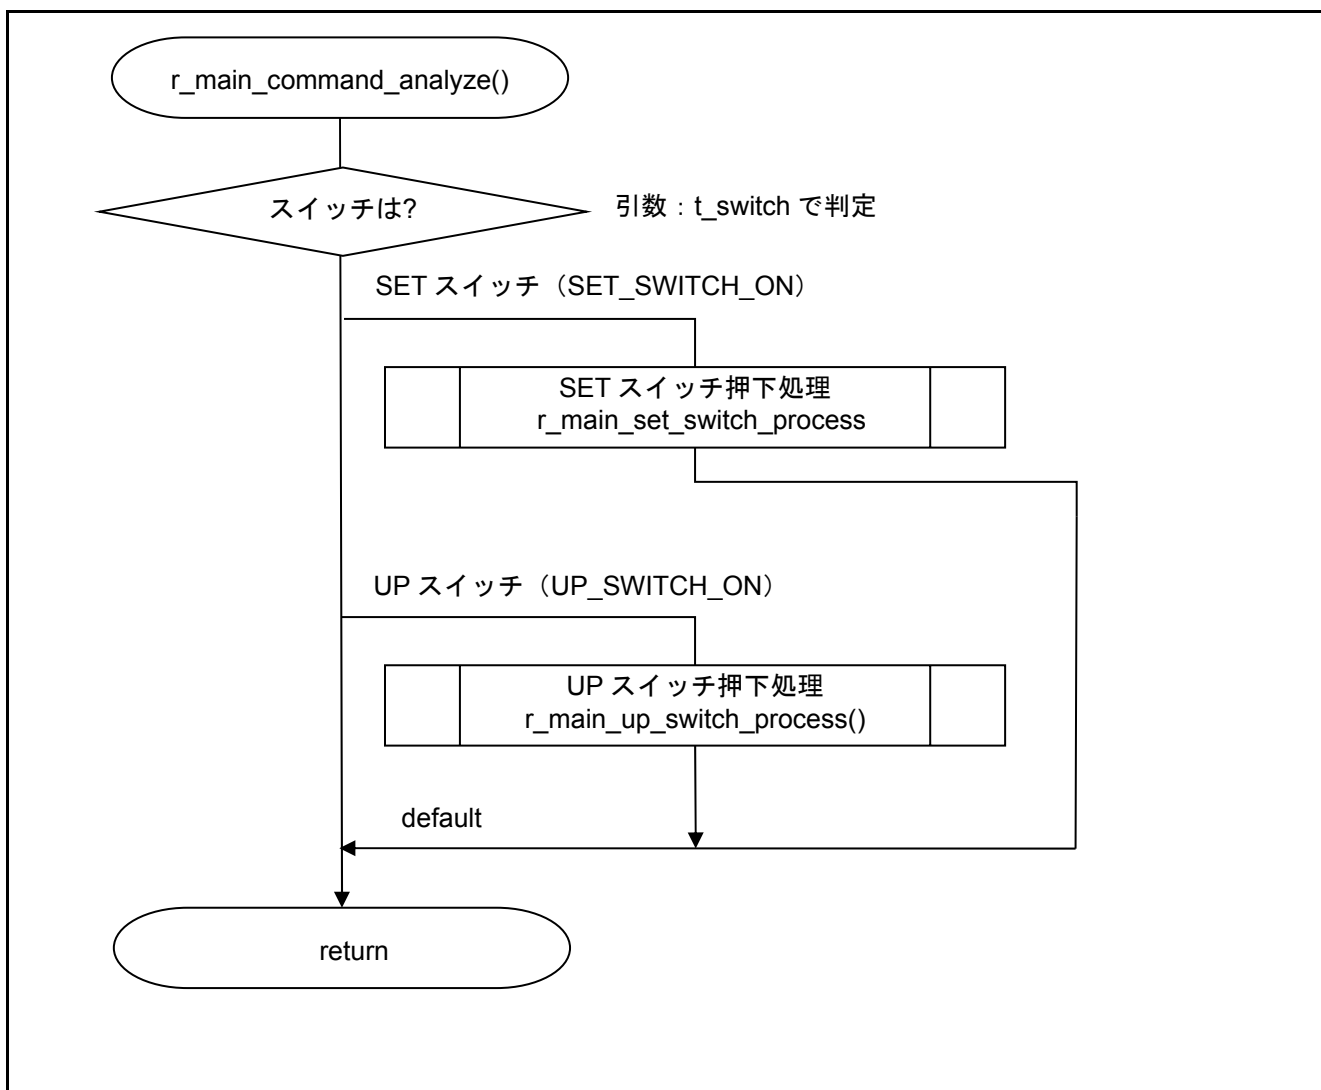 r_main_command_analyze()
スイッチは?
引数：t_switch で判定
SET スイッチ（SET_SWITCH_ON）
SET スイッチ押下処理
r_main_set_switch_process
UP スイッチ（UP_SWITCH_ON）
UP スイッチ押下処理
r_main_up_switch_process()
default
return